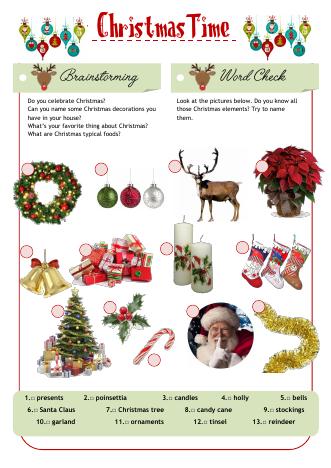 Christmas Time
Brainstorming
Do you celebrate Christmas?
Can you name some Christmas decorations you
have in your house?
What's your favorite thing about Christmas?
What are Christmas typical foods?
Word Check
Look at the pictures below. Do you know all
those Christmas elements? Try to name
them.
1.□ presents 2.□ poinsettia 3.□ candles 4.□ holly 5.□ bells
6.□ Santa Claus 7.□ Christmas tree 8.□ candy cane 9.□ stockings
10.□ garland 11.□ ornaments 12.□ tinsel 13.□ reindeer